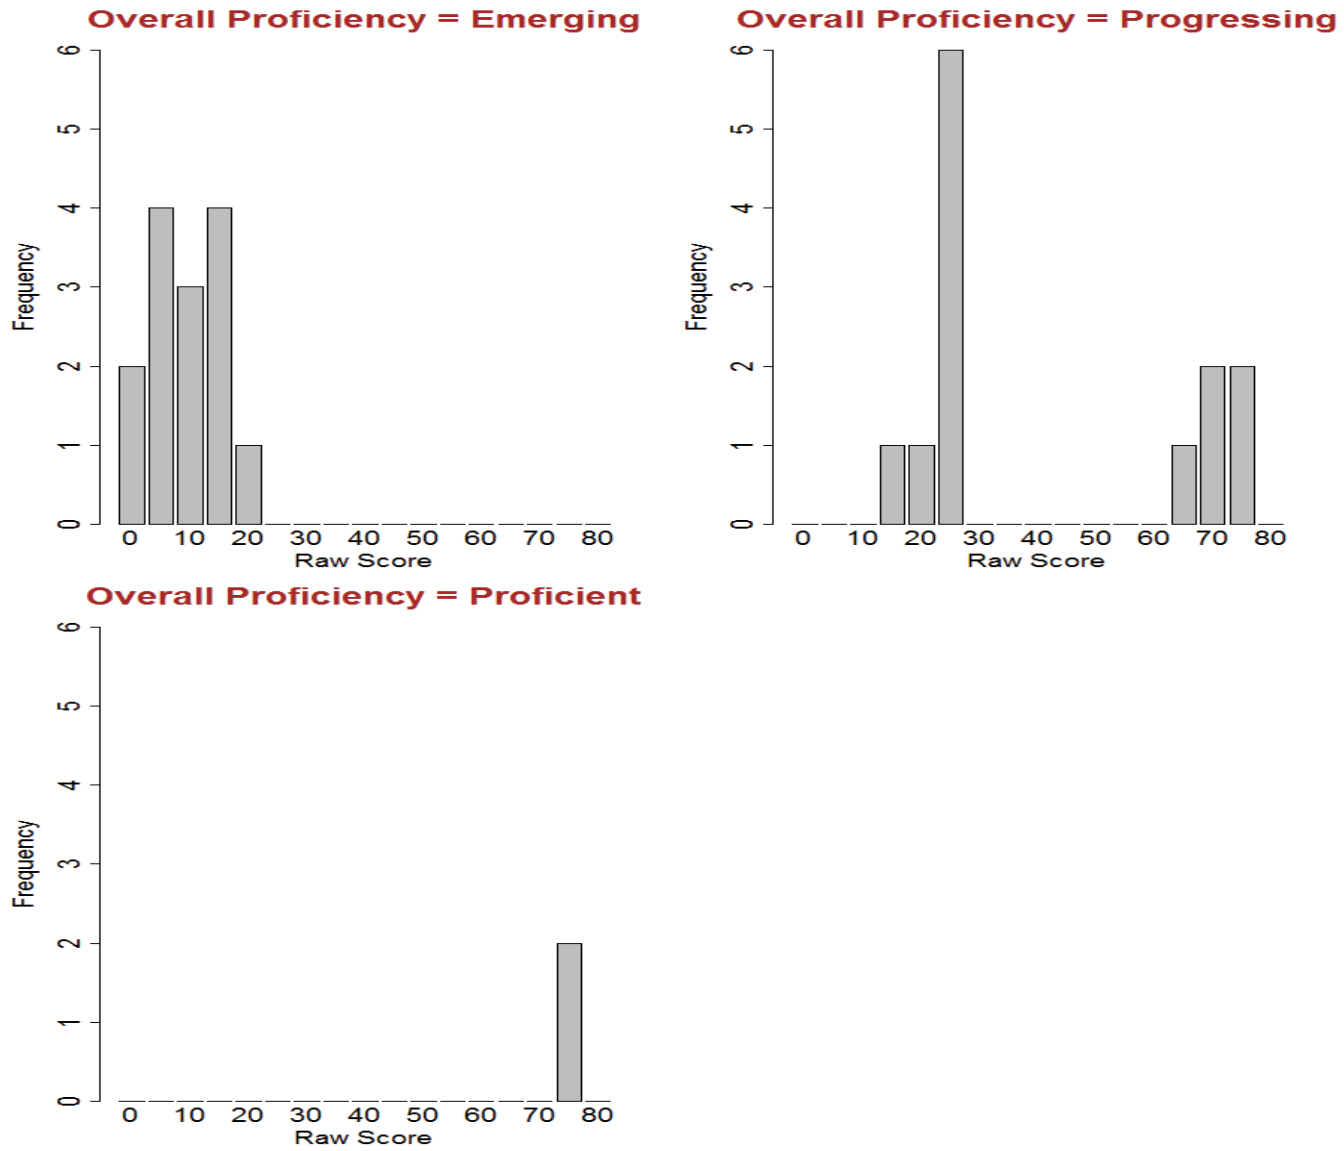 Overall Proficiency = Emerging
6
5
4
3
2
1
0
Frequency
0 10 20 30 40 50 60 70 80
Raw Score
Overall Proficiency = Progressing
6
5
4
3
2
1
0
Frequency
0 10 20 30 40 50 60 70 80
Raw Score
Overall Proficiency = Proficient
6
5
4
3
2
1
0
Frequency
0 10 20 30 40 50 60 70 80
Raw Score